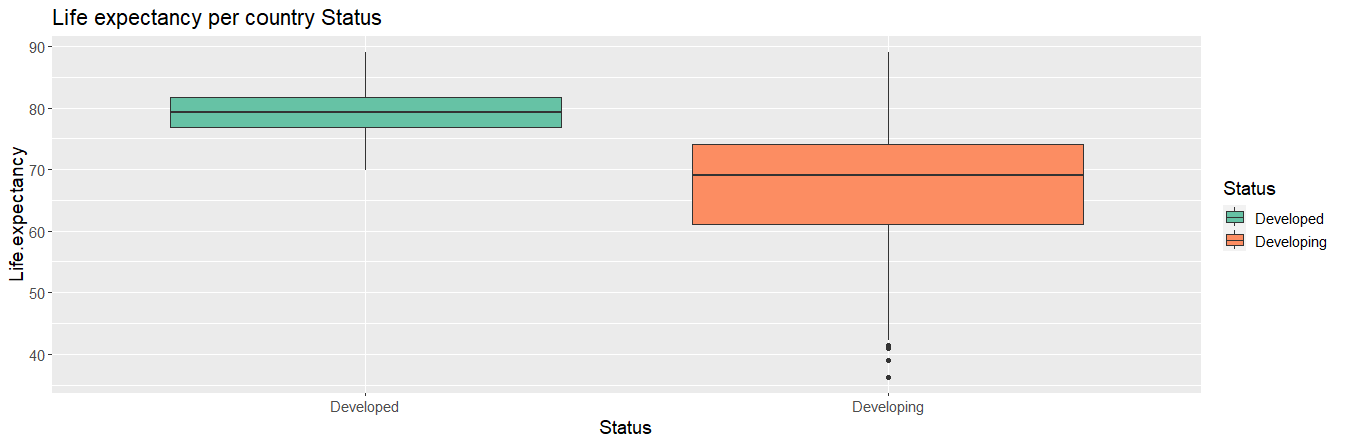 Life expectancy per country Status
90
80
70
60
50
40
Life.expectancy
Developed
Developing
Status
Status
Developed
Developing